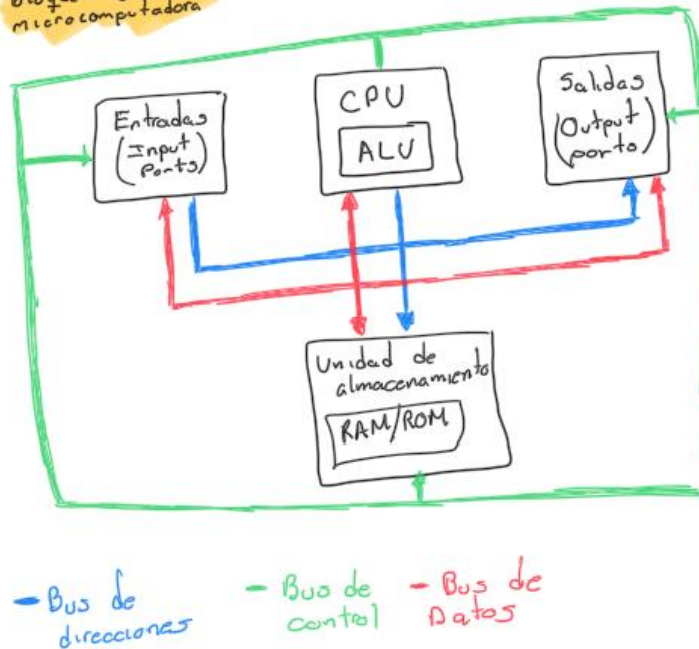 microcomputadora
Entradas
(Input
Ports)
CPU
ALU
Salidas
(Output
ports)
Unidad de
almacenamiento
RAM/ROM
- Bus de
direcciones
- Bus de
control
- Bus de
Datos